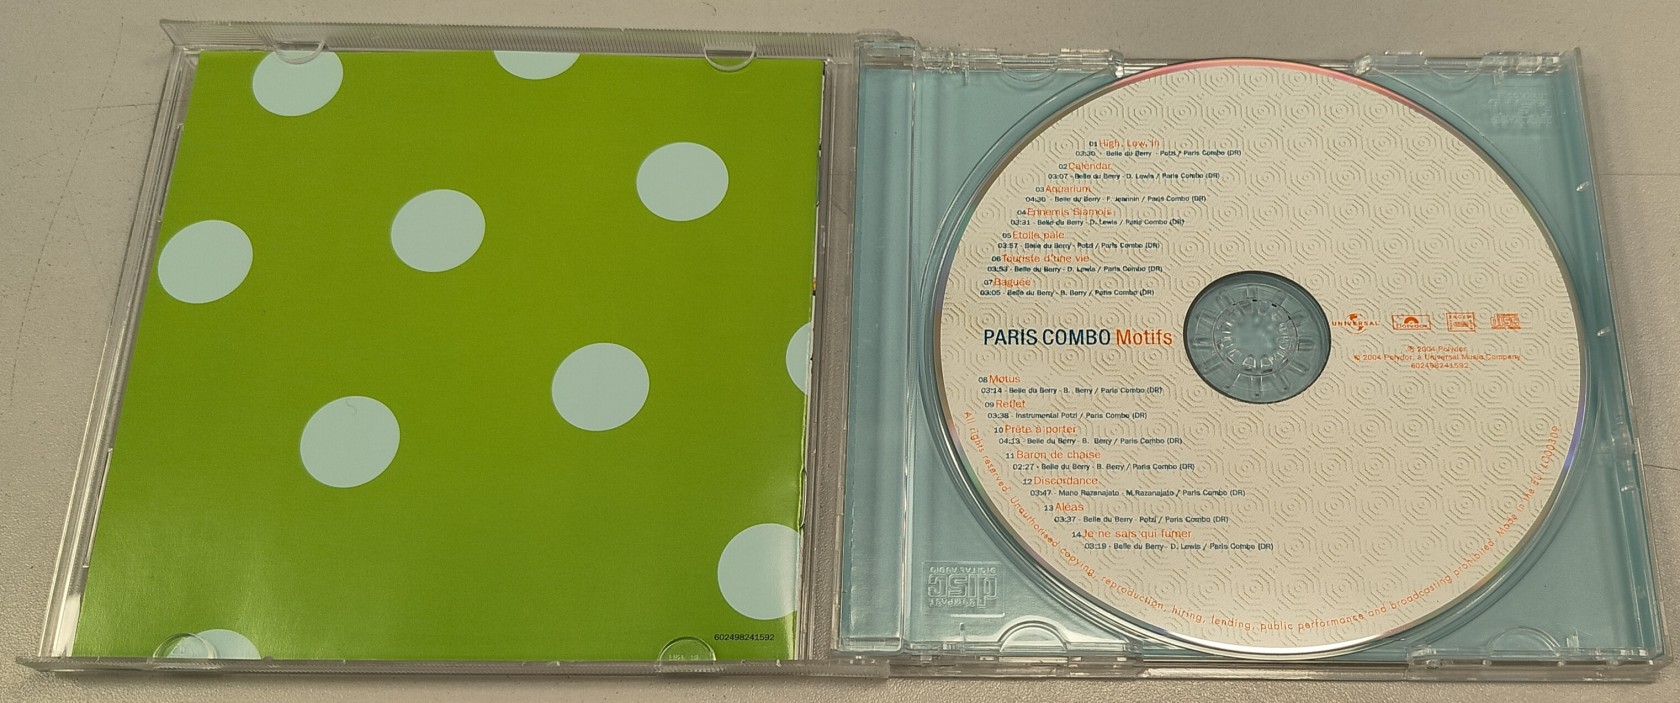 602498241592
01 High, Low, In
03:30 - Belle du Berry - Potzi / Paris Combo (DR)
02 Calendar
03:07 - Belle du Berry - D. Lewis / Paris Combo (DR)
03 Aquarium
04:30 - Belle du Berry - F. Jeannin / Paris Combo (DR)
04 Ennemis Siamois
03:31 - Belle du Berry - D. Lewis / Paris Combo (DR)
05 Etoile pâle
03:57 - Belle du Berry - Potzi / Paris Combo (DR)
06 Touriste d'une vie
03:53 - Belle du Berry - D. Lewis / Paris Combo (DR)
07 Baguée
03:05 - Belle du Berry - B. Berry / Paris Combo (DR)
PARIS COMBO Motifs
UNIVERSAL
Polydor
℗ 2004 Polydor
© 2004 Polydor, a Universal Music Company
602498241592
08 Motus
03:14 - Belle du Berry - B. Berry / Paris Combo (DR)
09 Reflet
03:38 - Instrumental Potzi / Paris Combo (DR)
10 Prête à porter
04:13 - Belle du Berry - B. Berry / Paris Combo (DR)
11 Baron de chaise
02:27 - Belle du Berry - B. Berry / Paris Combo (DR)
12 Discordance
03:47 - Mano Razanajato - M.Razanajato / Paris Combo (DR)
13 Aléas
03:37 - Belle du Berry - Potzi / Paris Combo (DR)
14 Je ne sais qui fumer
03:19 - Belle du Berry - D. Lewis / Paris Combo (DR)
All rights reserved. Unauthorised copying, reproduction, hiring, lending, public performance and broadcasting prohibited. Made in the EU. LC00309
COMPACT
disc
DIGITAL AUDIO